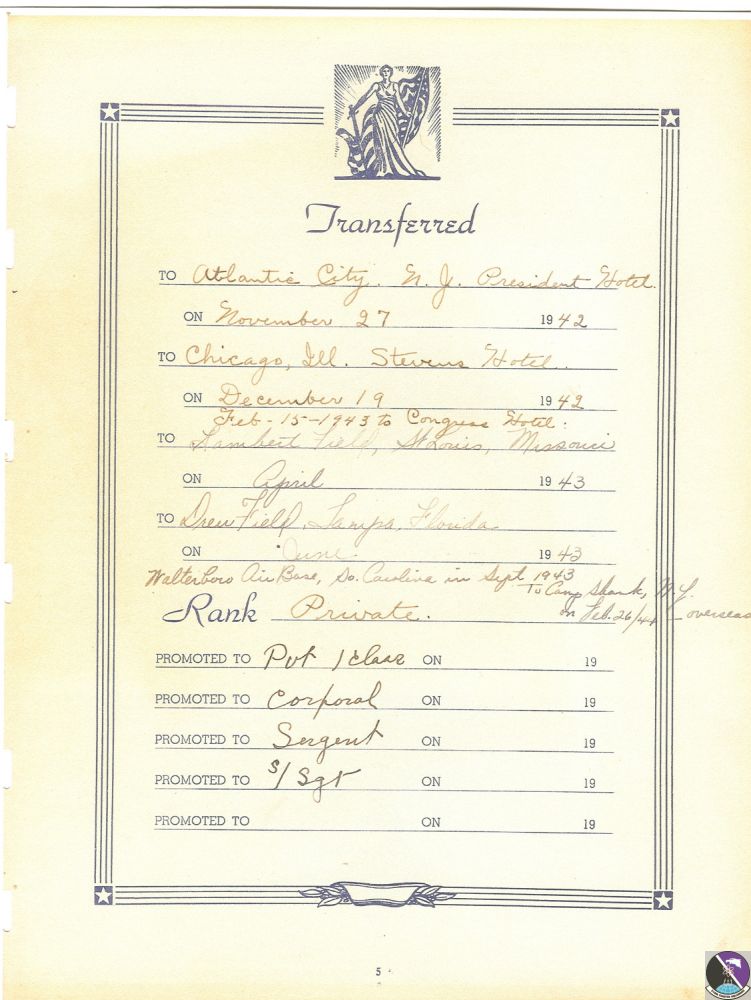 Transferred
TO Atlantic City. N. J. President Hotel.
ON November 27 1942
TO Chicago, Ill. Stevens Hotel.
ON December 19 1942
Feb - 15 - 1943 to Congress Hotel.
TO Lambert Field, St Louis, Missouri
ON April 1943
TO Drew Field, Tampa, Florida
ON June. 1943
Walterboro Air Base, So. Carolina in Sept 1943
To Camp Shank, N.Y.
on Feb. 26/44 - overseas
Rank Private.
PROMOTED TO Pvt 1 class ON 19
PROMOTED TO Corporal ON 19
PROMOTED TO Sergent ON 19
PROMOTED TO S/Sgt ON 19
PROMOTED TO ON 19
5